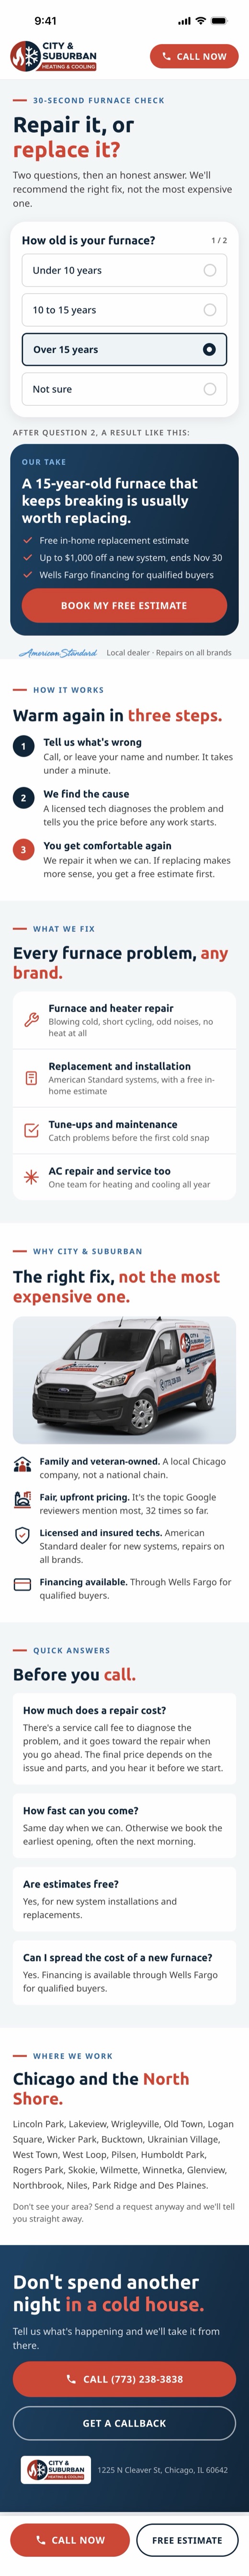 9:41
CITY &
SUBURBAN
HEATING & COOLING
CALL NOW
30-SECOND FURNACE CHECK
Repair it, or
replace it?
Two questions, then an honest answer. We'll
recommend the right fix, not the most expensive
one.
How old is your furnace?
1 / 2
Under 10 years
10 to 15 years
Over 15 years
Not sure
AFTER QUESTION 2, A RESULT LIKE THIS:
OUR TAKE
A 15-year-old furnace that
keeps breaking is usually
worth replacing.
Free in-home replacement estimate
Up to $1,000 off a new system, ends Nov 30
Wells Fargo financing for qualified buyers
BOOK MY FREE ESTIMATE
American Standard
Local dealer · Repairs on all brands
HOW IT WORKS
Warm again in three steps.
1
Tell us what's wrong
Call, or leave your name and number. It takes
under a minute.
2
We find the cause
A licensed tech diagnoses the problem and
tells you the price before any work starts.
3
You get comfortable again
We repair it when we can. If replacing makes
more sense, you get a free estimate first.
WHAT WE FIX
Every furnace problem, any
brand.
Furnace and heater repair
Blowing cold, short cycling, odd noises, no
heat at all
Replacement and installation
American Standard systems, with a free in-
home estimate
Tune-ups and maintenance
Catch problems before the first cold snap
AC repair and service too
One team for heating and cooling all year
WHY CITY & SUBURBAN
The right fix, not the most
expensive one.
CITY &
SUBURBAN
Family and veteran-owned. A local Chicago
company, not a national chain.
Fair, upfront pricing. It's the topic Google
reviewers mention most, 32 times so far.
Licensed and insured techs. American
Standard dealer for new systems, repairs on
all brands.
Financing available. Through Wells Fargo for
qualified buyers.
QUICK ANSWERS
Before you call.
How much does a repair cost?
There's a service call fee to diagnose the
problem, and it goes toward the repair when
you go ahead. The final price depends on the
issue and parts, and you hear it before we start.
How fast can you come?
Same day when we can. Otherwise we book the
earliest opening, often the next morning.
Are estimates free?
Yes, for new system installations and
replacements.
Can I spread the cost of a new furnace?
Yes. Financing is available through Wells Fargo
for qualified buyers.
WHERE WE WORK
Chicago and the North
Shore.
Lincoln Park, Lakeview, Wrigleyville, Old Town, Logan
Square, Wicker Park, Bucktown, Ukrainian Village,
West Town, West Loop, Pilsen, Humboldt Park,
Rogers Park, Skokie, Wilmette, Winnetka, Glenview,
Northbrook, Niles, Park Ridge and Des Plaines.
Don't see your area? Send a request anyway and we'll tell
you straight away.
Don't spend another
night in a cold house.
Tell us what's happening and we'll take it from
there.
CALL (773) 238-3838
GET A CALLBACK
CITY &
SUBURBAN
HEATING & COOLING
1225 N Cleaver St, Chicago, IL 60642
CALL NOW
FREE ESTIMATE